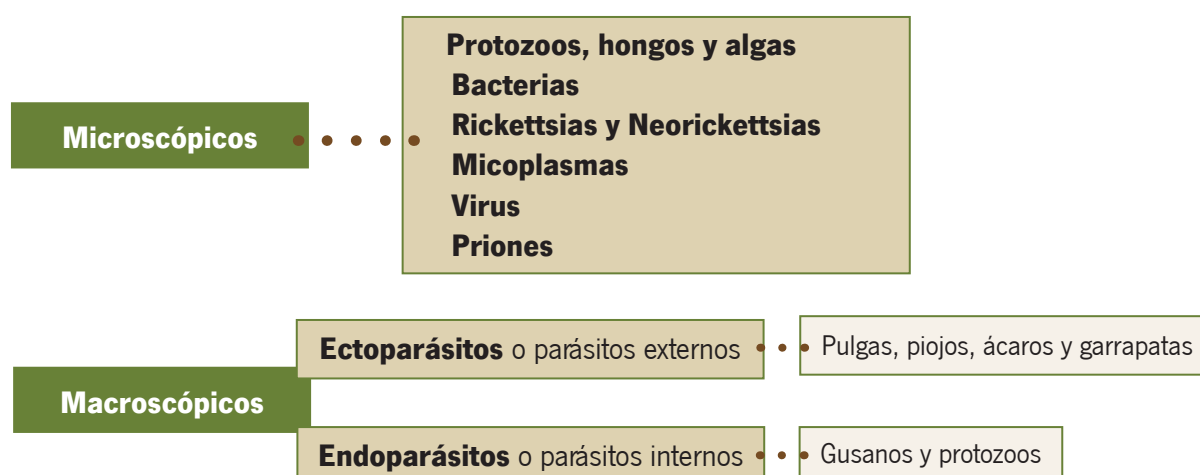 Microscópicos
Protozoos, hongos y algas
Bacterias
Rickettsias y Neorickettsias
Micoplasmas
Virus
Priones
Macroscópicos
Ectoparásitos o parásitos externos
Pulgas, piojos, ácaros y garrapatas
Endoparásitos o parásitos internos
Gusanos y protozoos